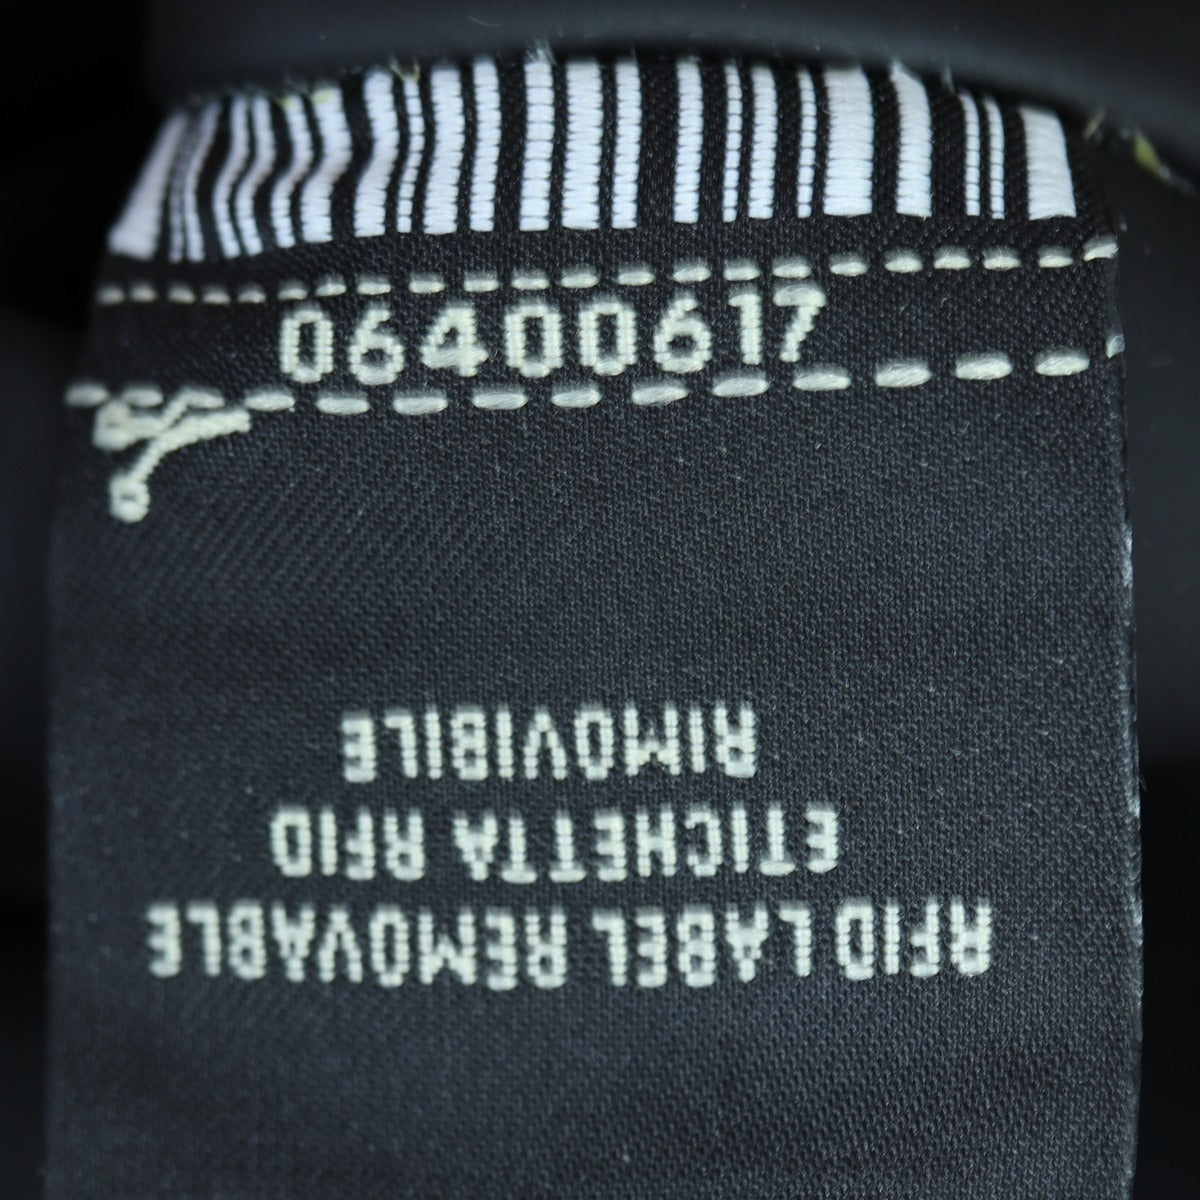 06400617
RFID LABEL REMOVABLE
ETICHETTA RFID
RIMOVIBILE